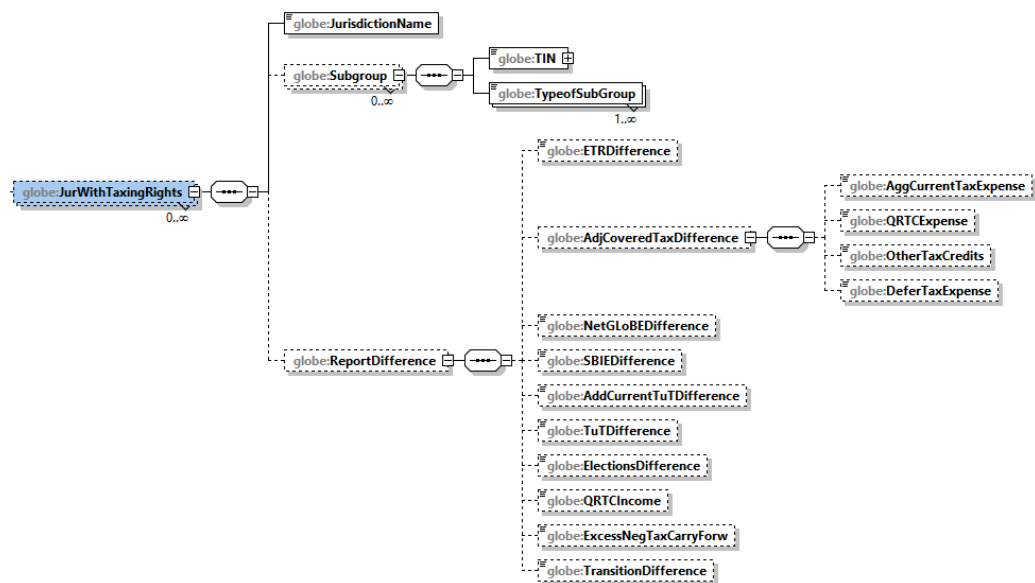 globe:JurisdictionName
globe:Subgroup
0..∞
globe:TIN
globe:TypeofSubGroup
1..∞
globe:JurWithTaxingRights
0..∞
globe:ReportDifference
globe:ETRDifference
globe:AdjCoveredTaxDifference
globe:AggCurrentTaxExpense
globe:QRTCExpense
globe:OtherTaxCredits
globe:DeferTaxExpense
globe:NetGLoBEDifference
globe:SBIEDifference
globe:AddCurrentTuTDifference
globe:TuTDifference
globe:ElectionsDifference
globe:QRTCIncome
globe:ExcessNegTaxCarryForw
globe:TransitionDifference